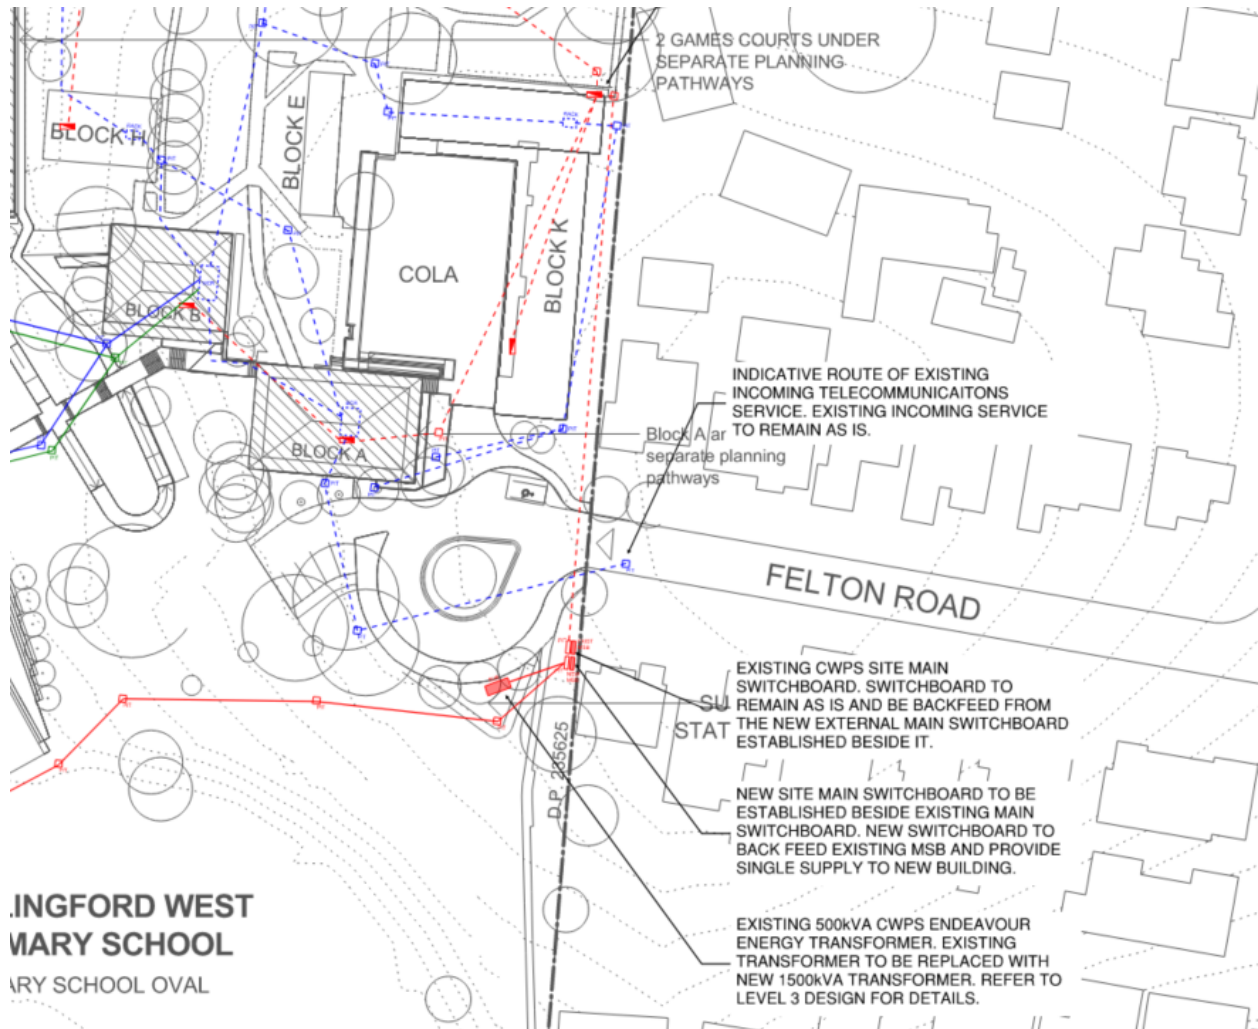 2 GAMES COURTS UNDER
SEPARATE PLANNING
PATHWAYS
BLOCK H
BLOCK E
COLA
BLOCK K
BLOCK B
BLOCK A
INDICATIVE ROUTE OF EXISTING
INCOMING TELECOMMUNICAITONS
SERVICE. EXISTING INCOMING SERVICE
TO REMAIN AS IS.
Block A ar
separate planning
pathways
FELTON ROAD
EXISTING CWPS SITE MAIN
SWITCHBOARD. SWITCHBOARD TO
REMAIN AS IS AND BE BACKFEED FROM
THE NEW EXTERNAL MAIN SWITCHBOARD
ESTABLISHED BESIDE IT.
SU
STAT
D.P. 235625
NEW SITE MAIN SWITCHBOARD TO BE
ESTABLISHED BESIDE EXISTING MAIN
SWITCHBOARD. NEW SWITCHBOARD TO
BACK FEED EXISTING MSB AND PROVIDE
SINGLE SUPPLY TO NEW BUILDING.
EXISTING 500kVA CWPS ENDEAVOUR
ENERGY TRANSFORMER. EXISTING
TRANSFORMER TO BE REPLACED WITH
NEW 1500kVA TRANSFORMER. REFER TO
LEVEL 3 DESIGN FOR DETAILS.
LINGFORD WEST
MARY SCHOOL
ARY SCHOOL OVAL